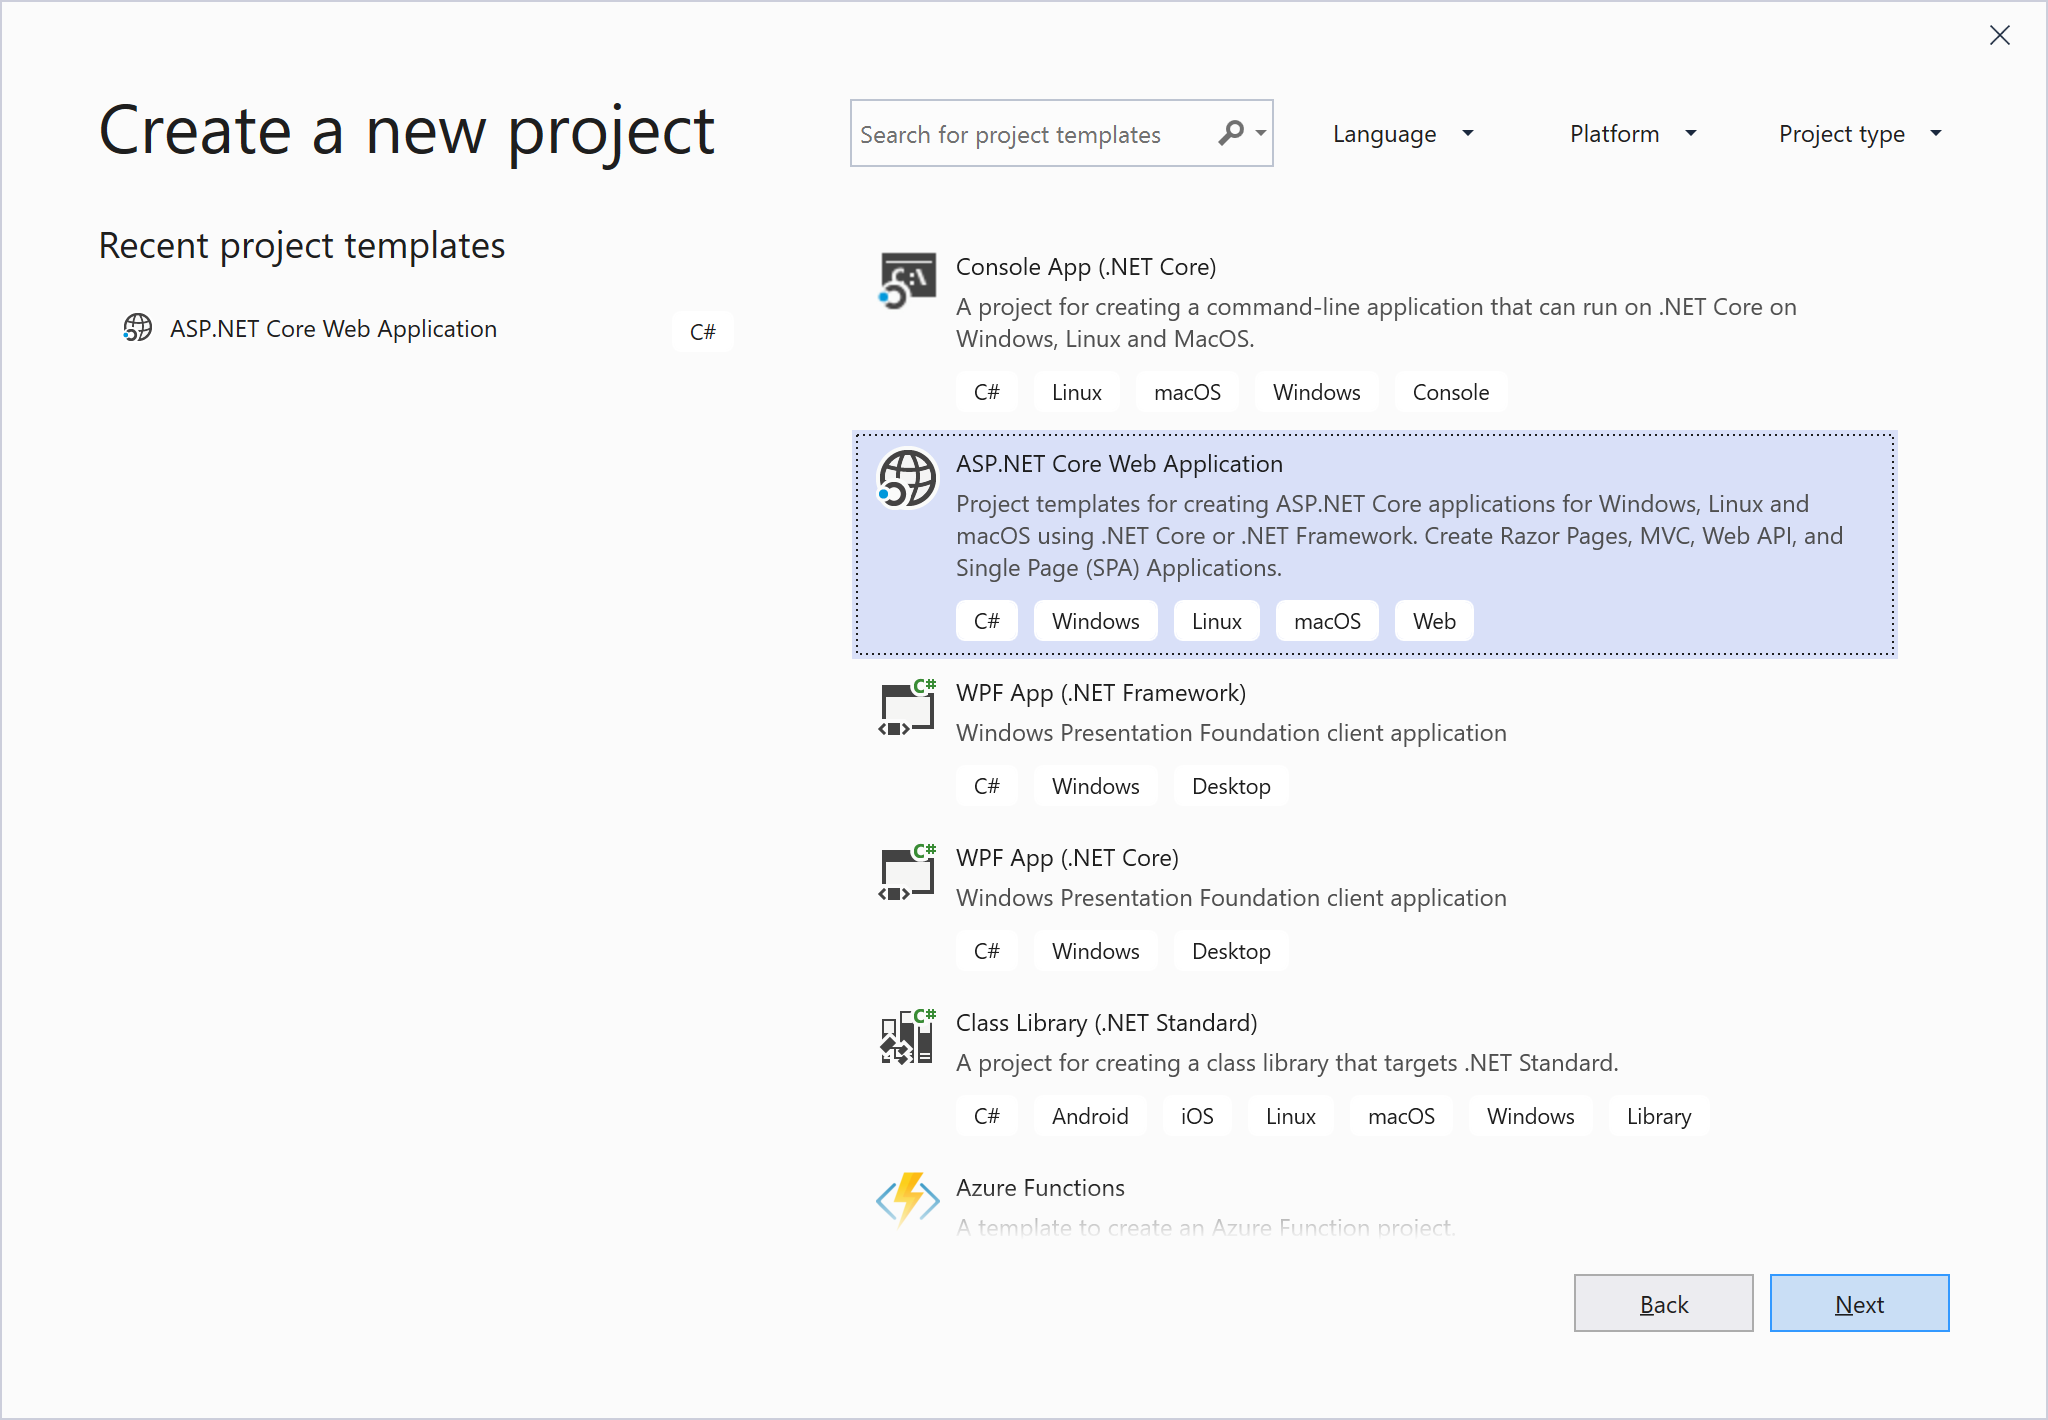 Create a new project
Search for project templates
Language
Platform
Project type
Recent project templates
ASP.NET Core Web Application
C#
Console App (.NET Core)
A project for creating a command-line application that can run on .NET Core on
Windows, Linux and MacOS.
C# Linux macOS Windows Console
ASP.NET Core Web Application
Project templates for creating ASP.NET Core applications for Windows, Linux and
macOS using .NET Core or .NET Framework. Create Razor Pages, MVC, Web API, and
Single Page (SPA) Applications.
C# Windows Linux macOS Web
WPF App (.NET Framework)
Windows Presentation Foundation client application
C# Windows Desktop
WPF App (.NET Core)
Windows Presentation Foundation client application
C# Windows Desktop
Class Library (.NET Standard)
A project for creating a class library that targets .NET Standard.
C# Android iOS Linux macOS Windows Library
Azure Functions
A template to create an Azure Function project.
Back Next